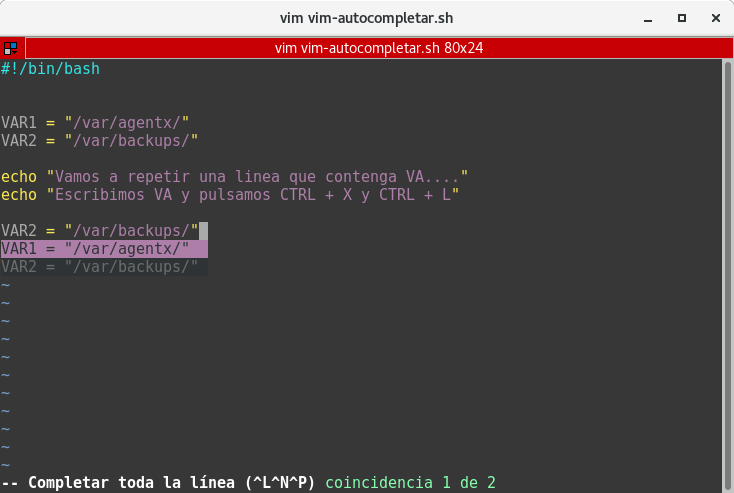 vim vim-autocompletar.sh
vim vim-autocompletar.sh 80x24
#!/bin/bash
VAR1 = "/var/agentx/"
VAR2 = "/var/backups/"
echo "Vamos a repetir una linea que contenga VA...."
echo "Escribimos VA y pulsamos CTRL + X y CTRL + L"
VAR2 = "/var/backups/"
VAR1 = "/var/agentx/"
VAR2 = "/var/backups/"
~
~
~
~
~
~
~
~
~
~
~
-- Completar toda la línea (^L^N^P) coincidencia 1 de 2